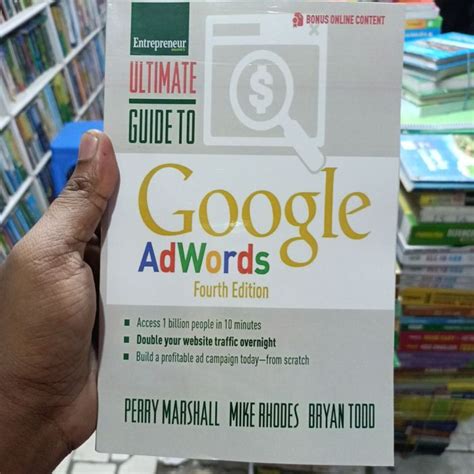 BONUS ONLINE CONTENT
Entrepreneur
ULTIMATE
GUIDE TO
$
Google
AdWords
Fourth Edition
Access 1 billion people in 10 minutes
Double your website traffic overnight
Build a profitable ad campaign today—from scratch
PERRY MARSHALL MIKE RHODES BRYAN TODD